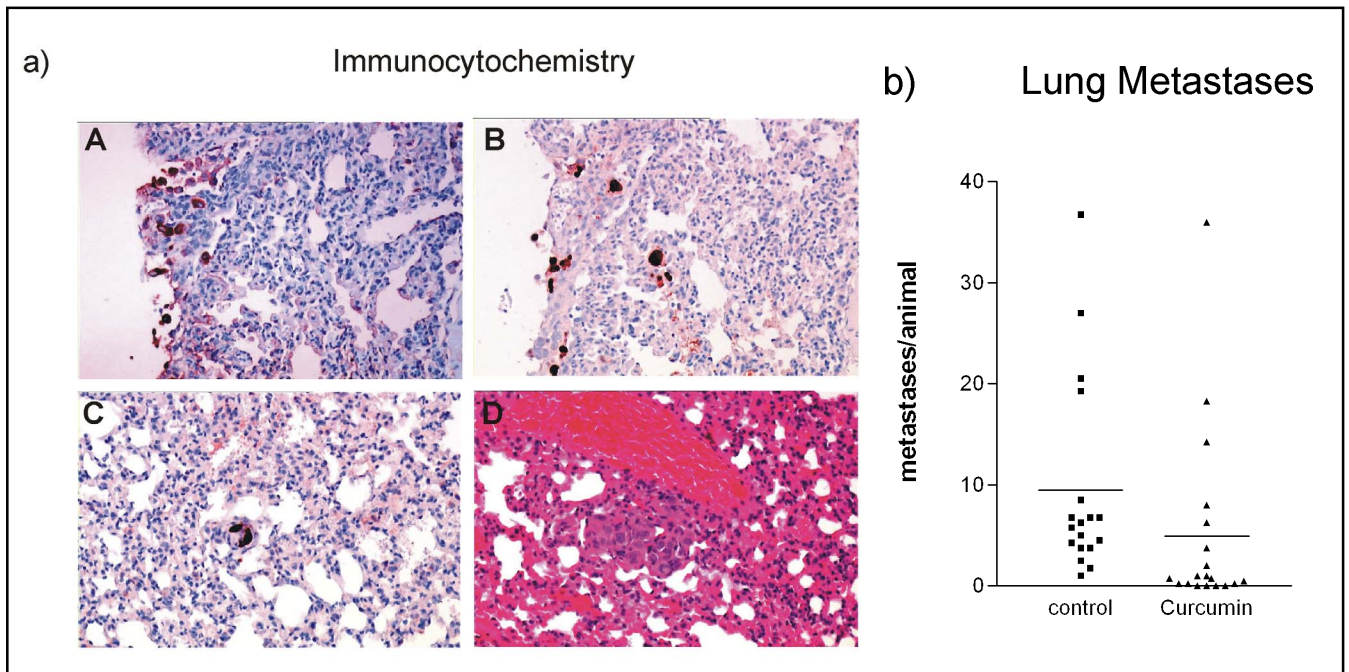 a)
Immunocytochemistry
A
B
C
D
b)
Lung Metastases
metastases/animal
40
30
20
10
0
control
Curcumin